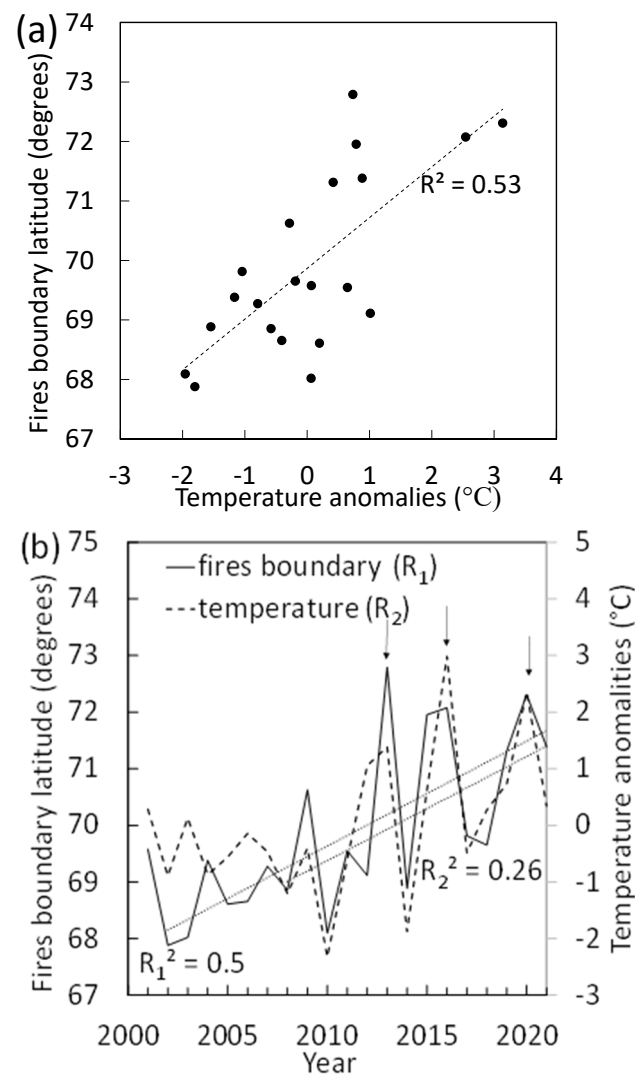 (a)
74
73
72
71
70
69
68
67
Fires boundary latitude (degrees)
R² = 0.53
-3 -2 -1 0 1 2 3 4
Temperature anomalies (°C)
(b)
75
74
73
72
71
70
69
68
67
Fires boundary latitude (degrees)
fires boundary (R₁)
temperature (R₂)
R₂² = 0.26
R₁² = 0.5
5
4
3
2
1
0
-1
-2
-3
Temperature anomalities (°C)
2000 2005 2010 2015 2020
Year